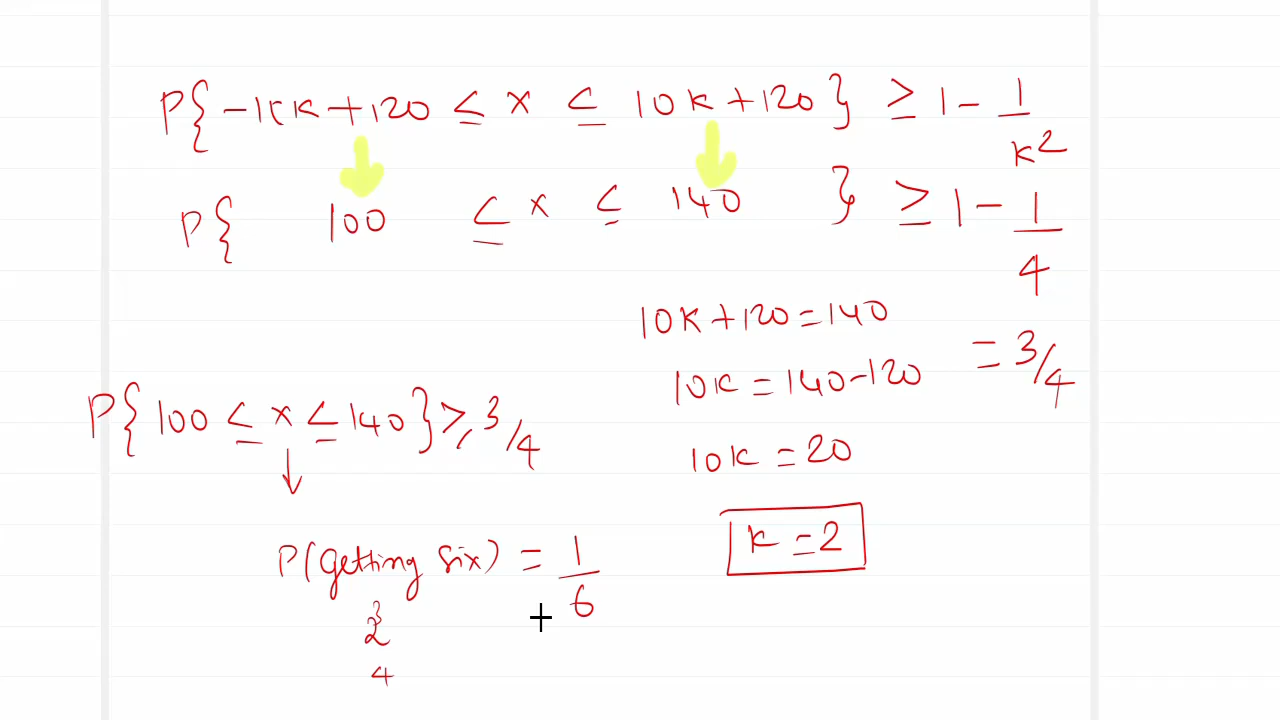 P{-10K+120 ≤ x ≤ 10K+120} ≥ 1 - 1/K²
P{ 100 ≤ x ≤ 140 } ≥ 1 - 1/4
10K+120=140
= 3/4
10K=140-120
P{100 ≤ x ≤ 140} ≥ 3/4
10K=20
K=2
P(Getting six) = 1/6
3
2
4